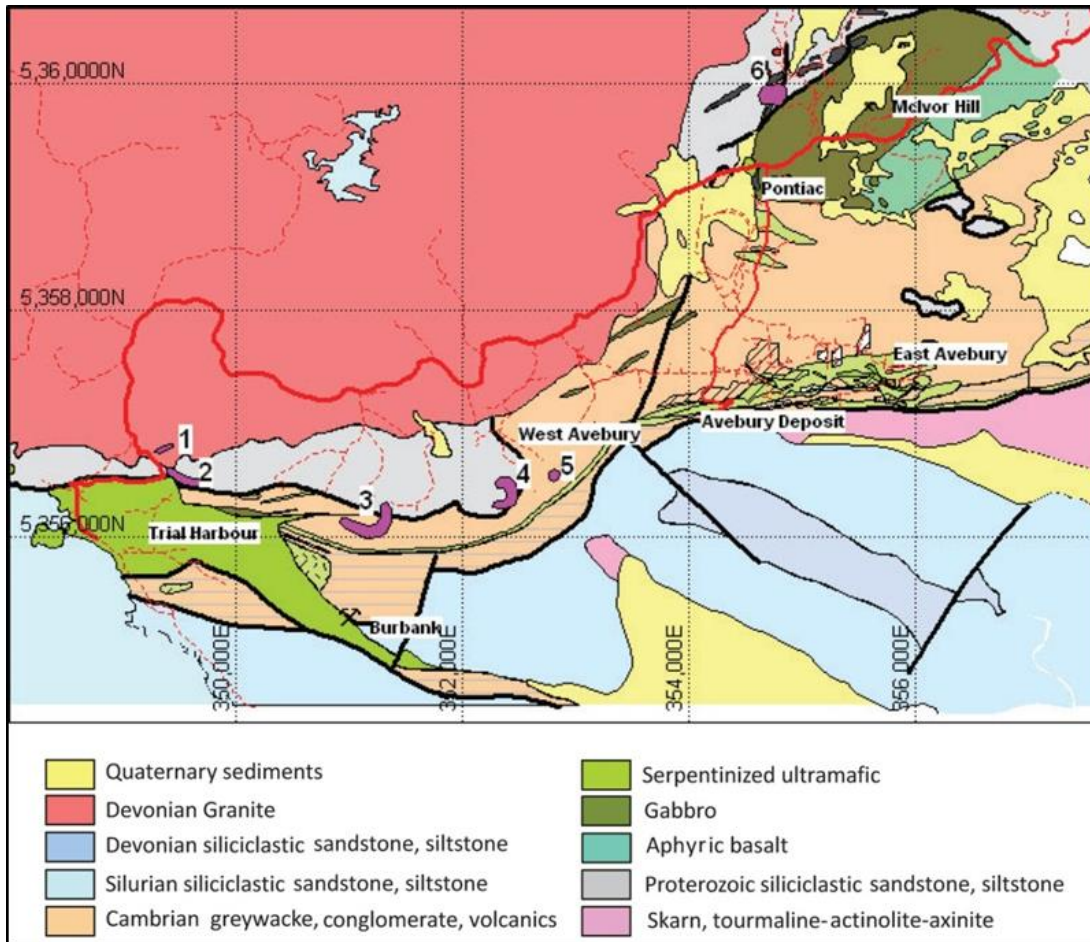 5,36,0000N
6
McIvor Hill
Pontiac
5,358,000N
East Avebury
Avebury Deposit
West Avebury
1
2
3
4
5
5,356,000N
Trial Harbour
Burbank
350,000E
352,000E
354,000E
356,000E
Quaternary sediments
Devonian Granite
Devonian siliciclastic sandstone, siltstone
Silurian siliciclastic sandstone, siltstone
Cambrian greywacke, conglomerate, volcanics
Serpentinized ultramafic
Gabbro
Aphyric basalt
Proterozoic siliciclastic sandstone, siltstone
Skarn, tourmaline-actinolite-axinite